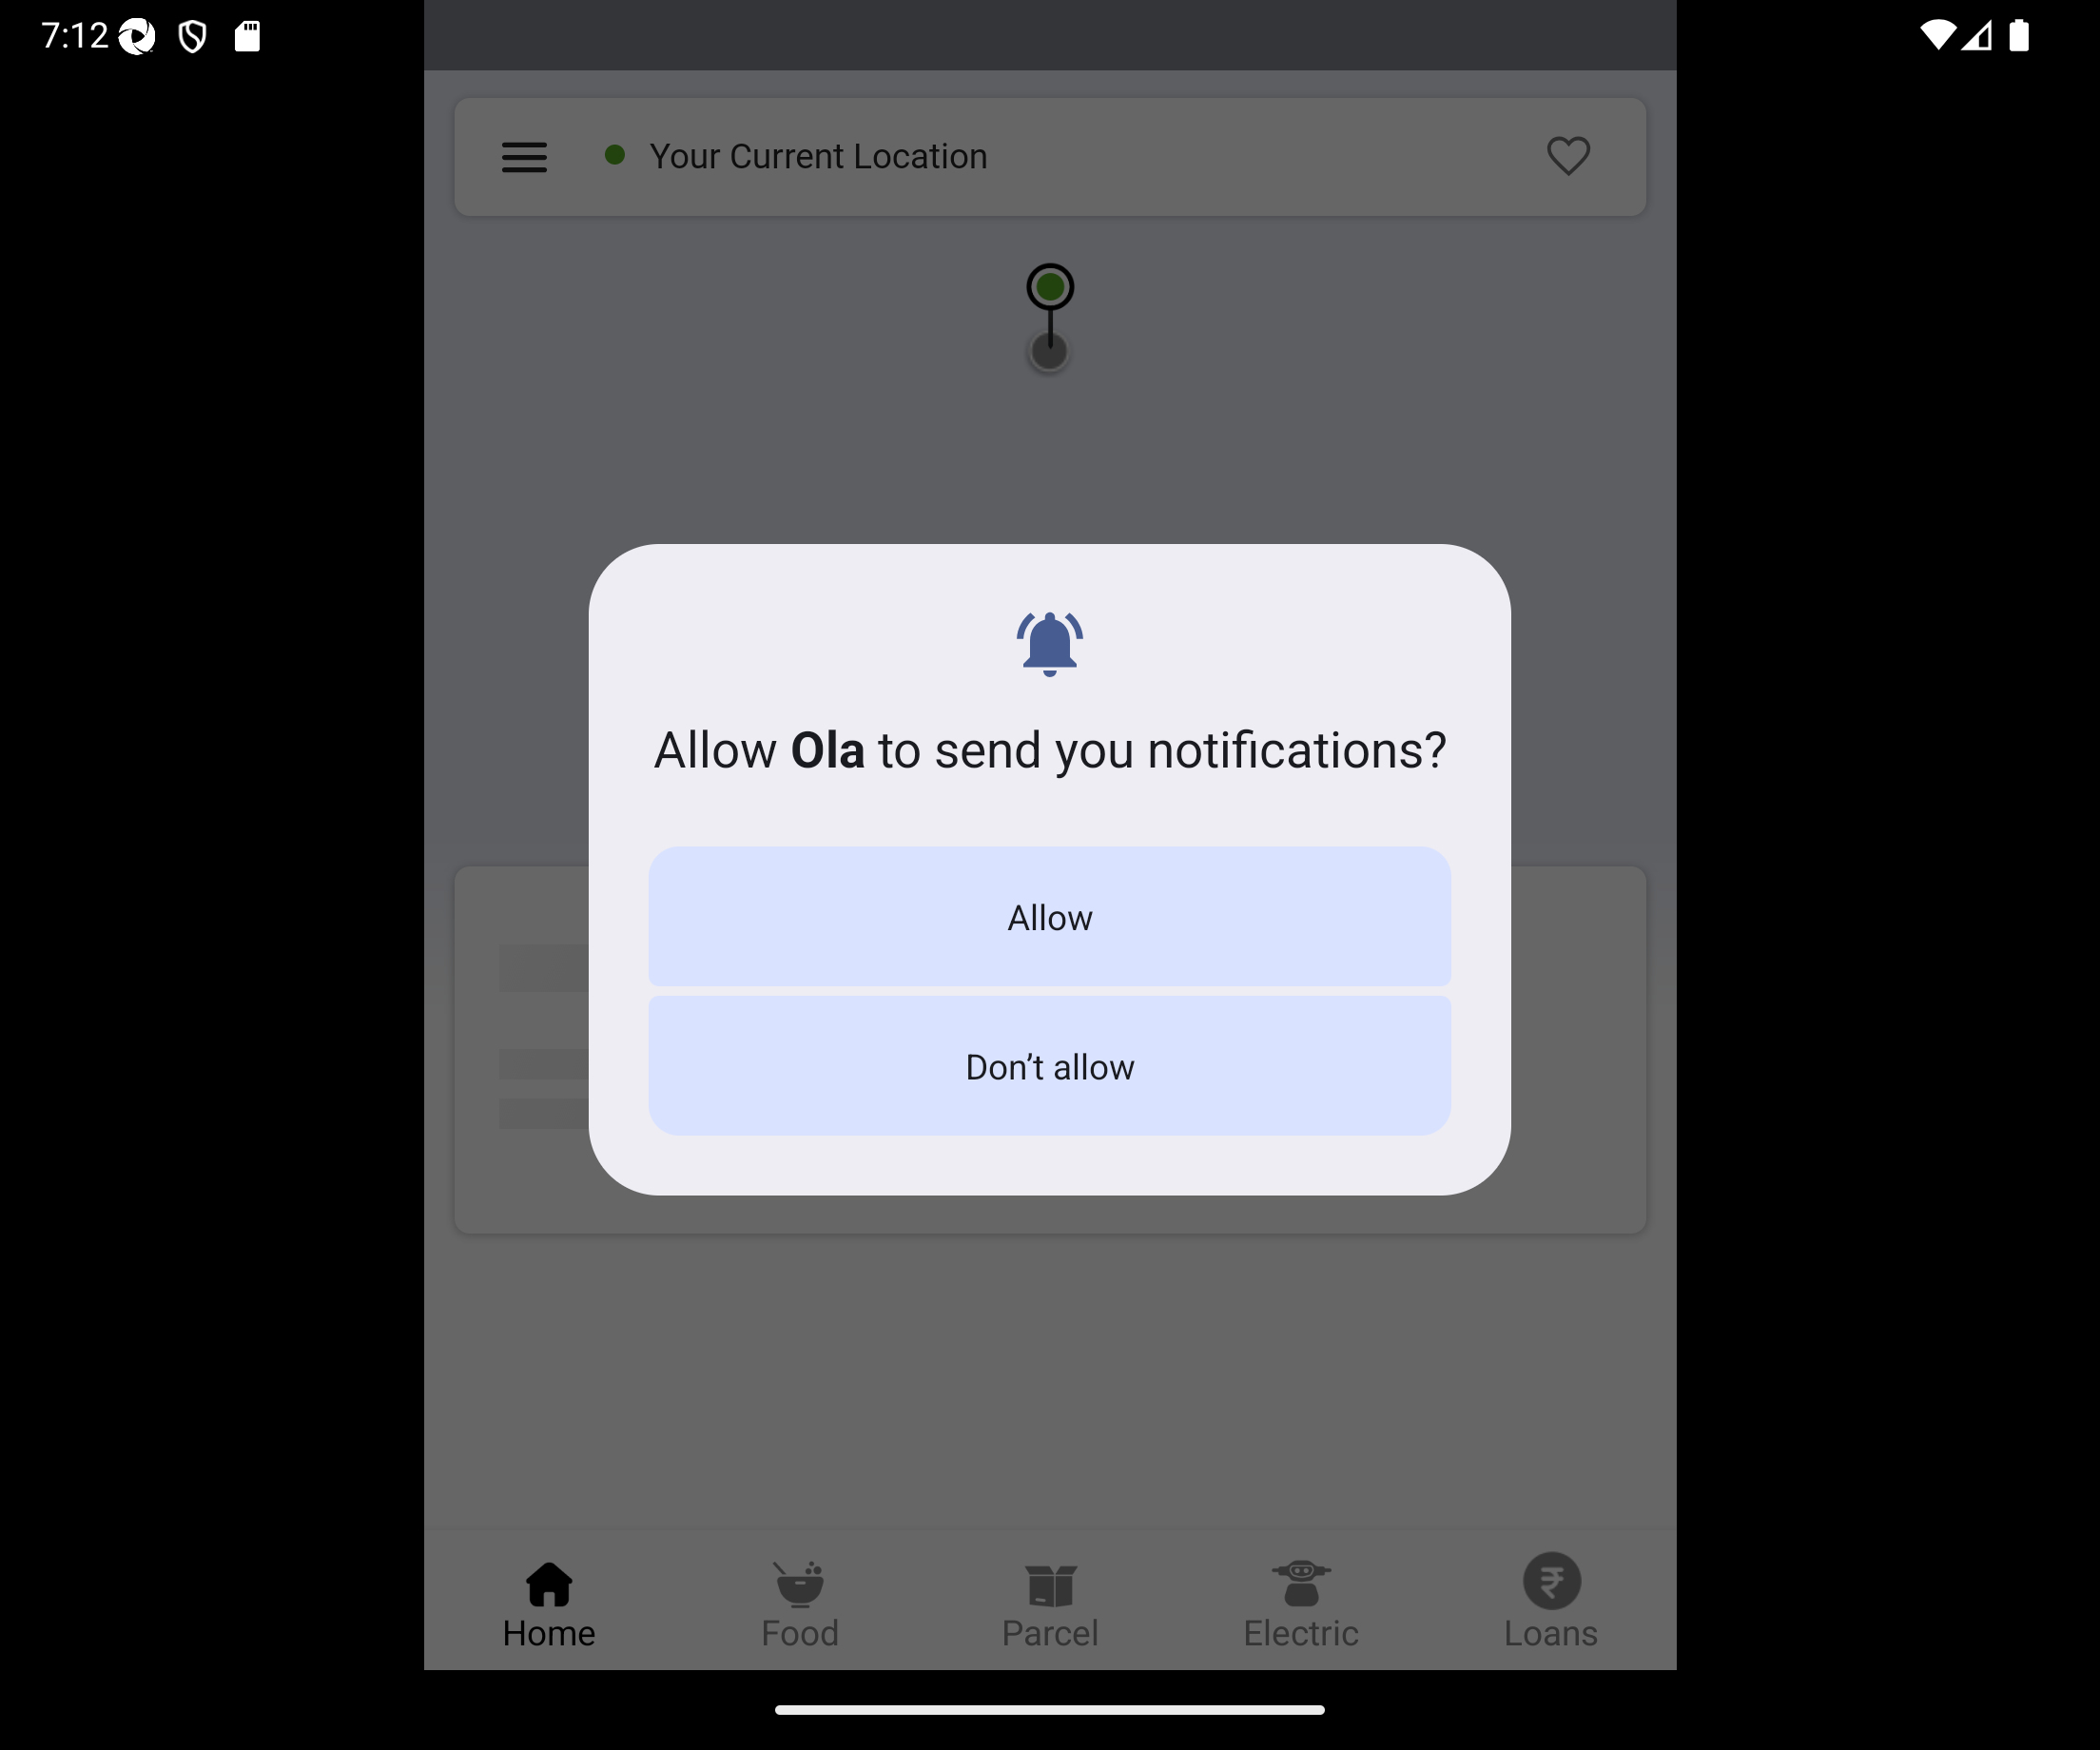 7:12
Your Current Location
Allow Ola to send you notifications?
Allow
Don’t allow
Home
Food
Parcel
Electric
Loans